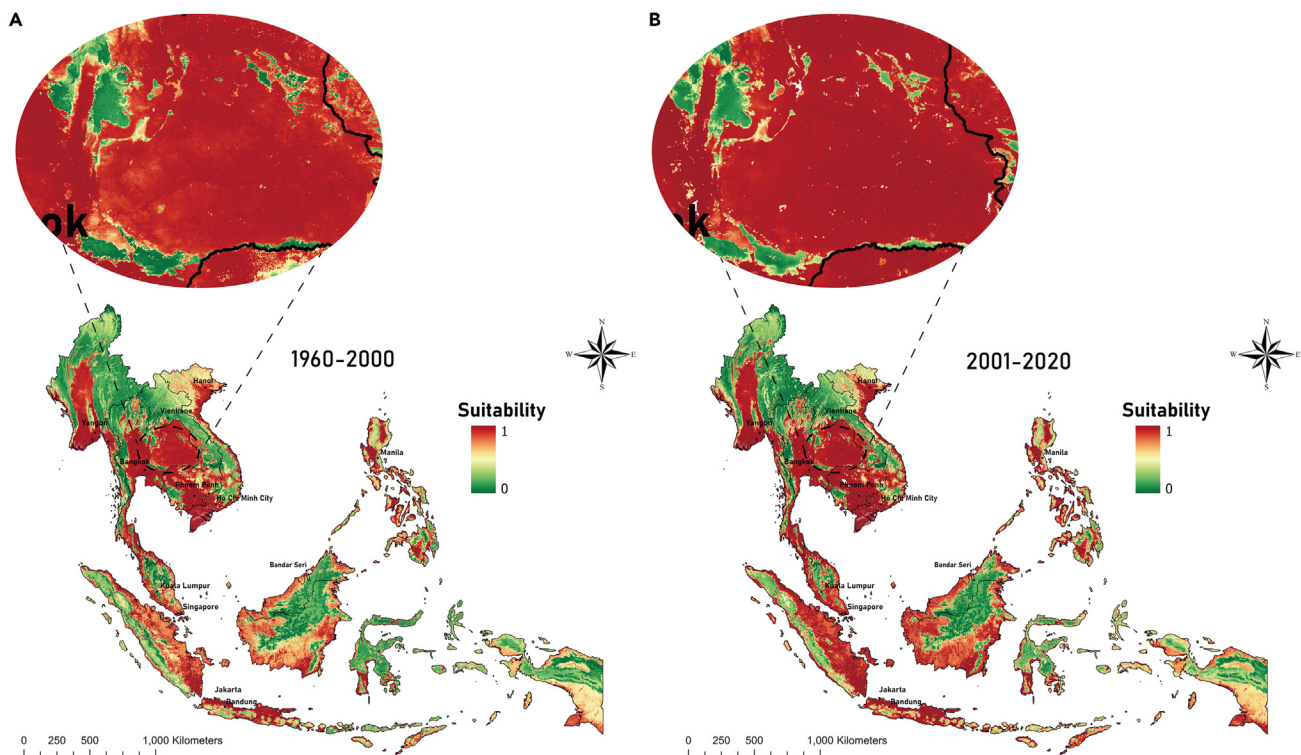 A
ok
1960-2000
N
W
E
S
Suitability
1
0
Hanoi
Vientiane
Yangon
Bangkok
Manila
Phnom Penh
Ho Chi Minh City
Bandar Seri
Kuala Lumpur
Singapore
Jakarta
Bandung
0 250 500 1,000 Kilometers
B
ok
2001-2020
N
W
E
S
Suitability
1
0
Hanoi
Vientiane
Yangon
Bangkok
Manila
Phnom Penh
Ho Chi Minh City
Bandar Seri
Kuala Lumpur
Singapore
Jakarta
Bandung
0 250 500 1,000 Kilometers